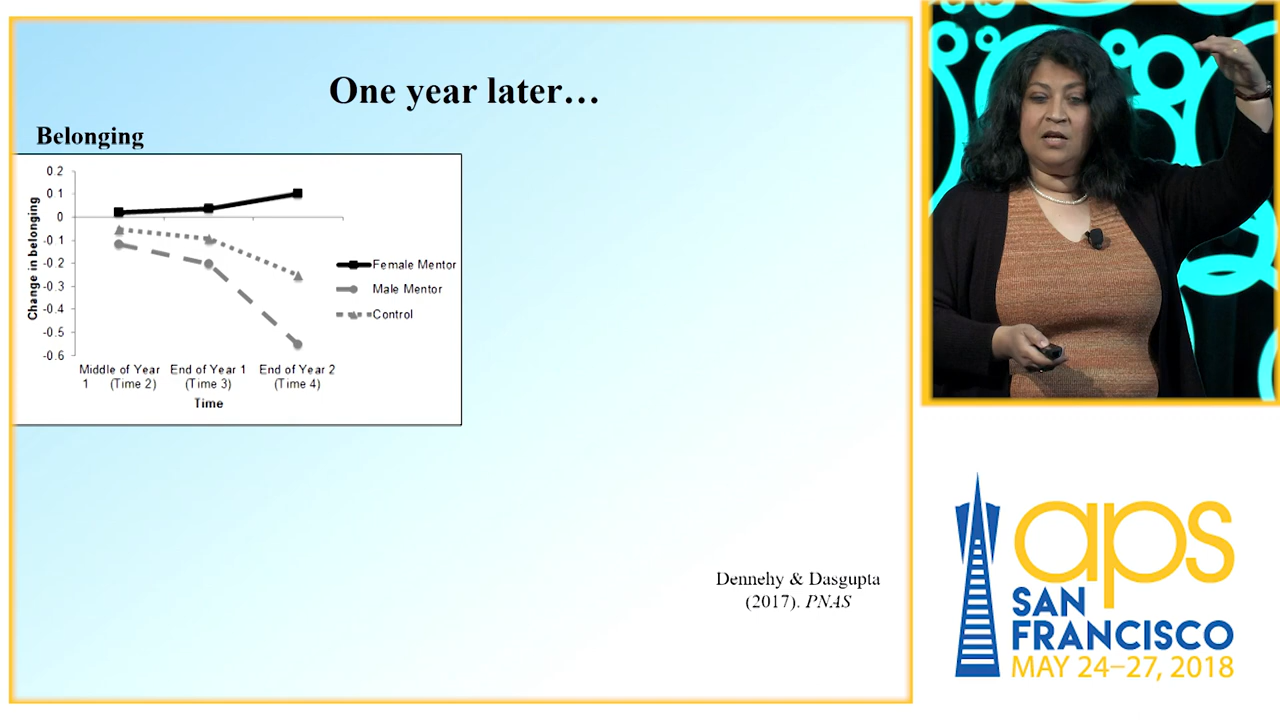 One year later…
Belonging
0.2
0 1
0
-0 1
-0.2
-0.3
-0.4
-0.5
-0.6
Change in belonging
Female Mentor
Male Mentor
Control
Middle of Year
1 (Time 2)
End of Year 1
(Time 3)
End of Year 2
(Time 4)
Time
Dennehy & Dasgupta
(2017). PNAS
aps
SAN
FRANCISCO
MAY 24–27, 2018